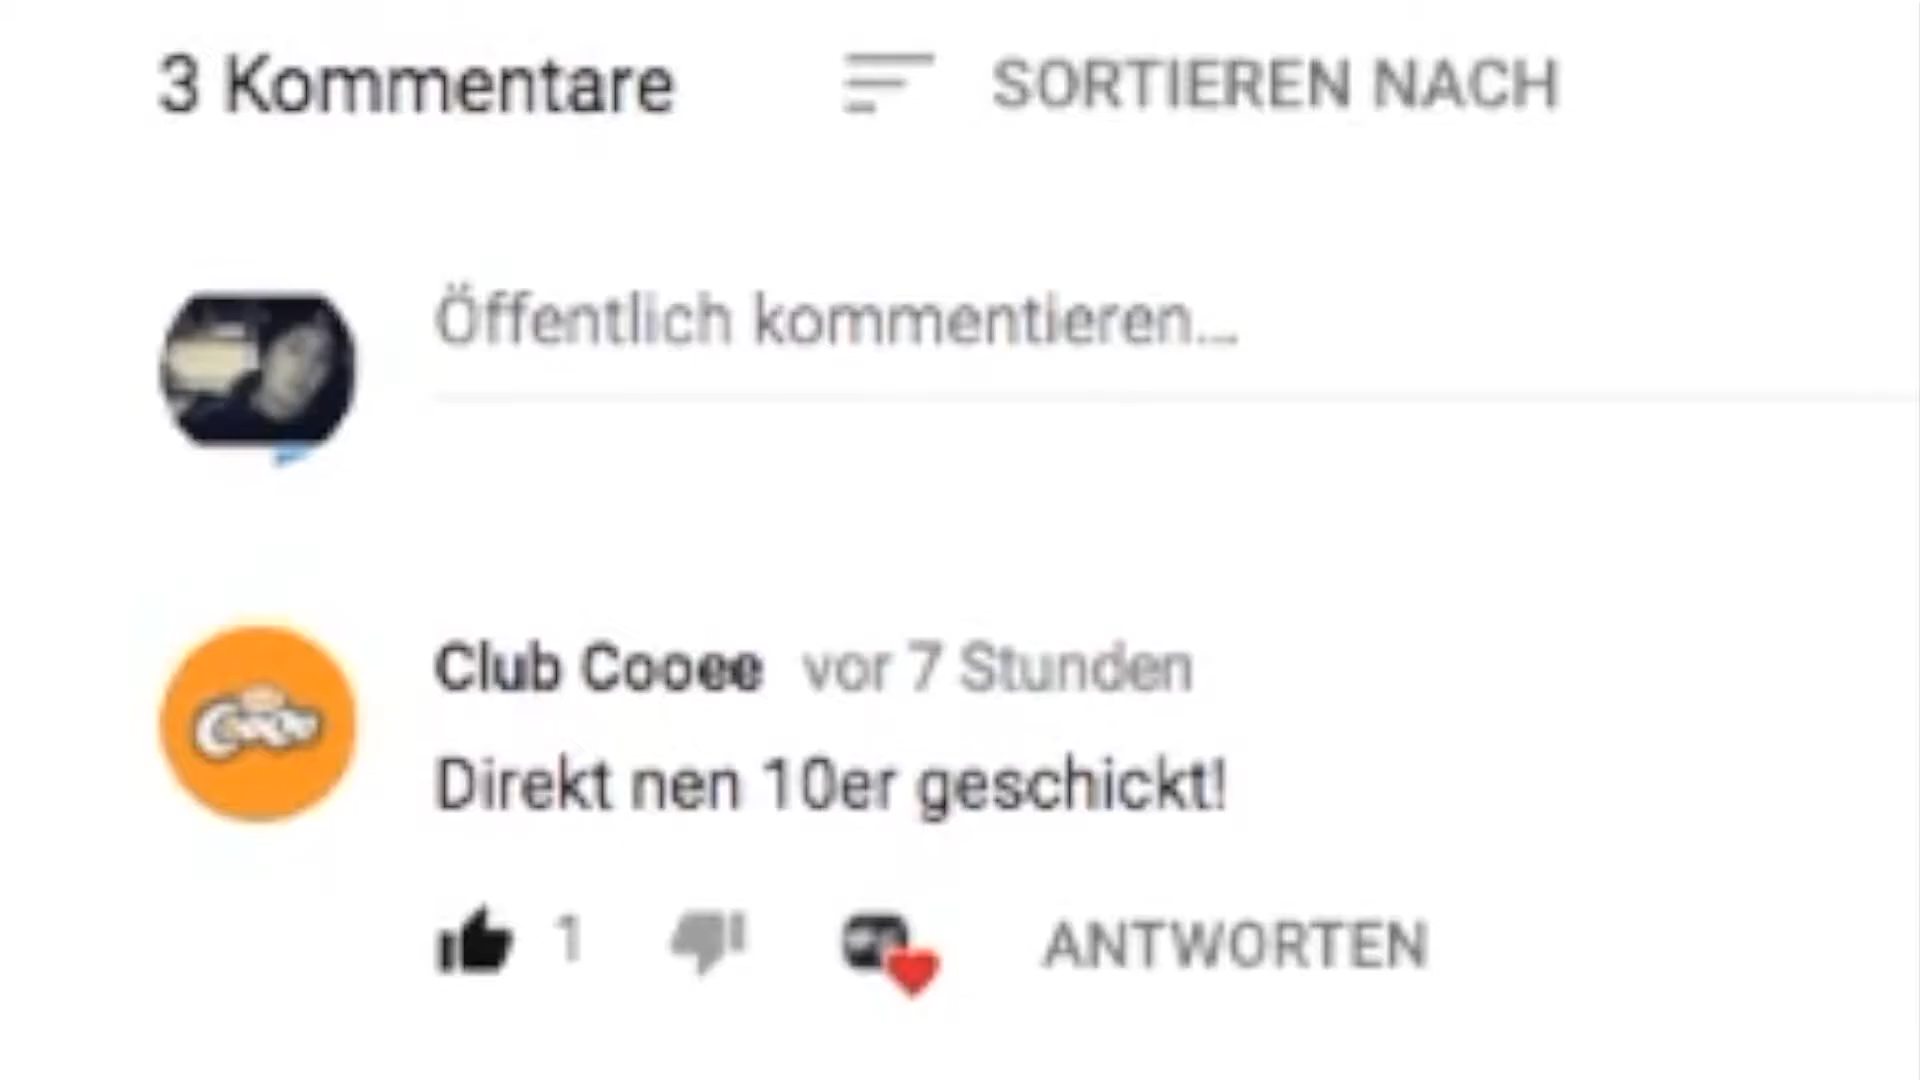 3 Kommentare SORTIEREN NACH
Öffentlich kommentieren...
Club Cooee vor 7 Stunden
Direkt nen 10er geschickt!
1 ANTWORTEN